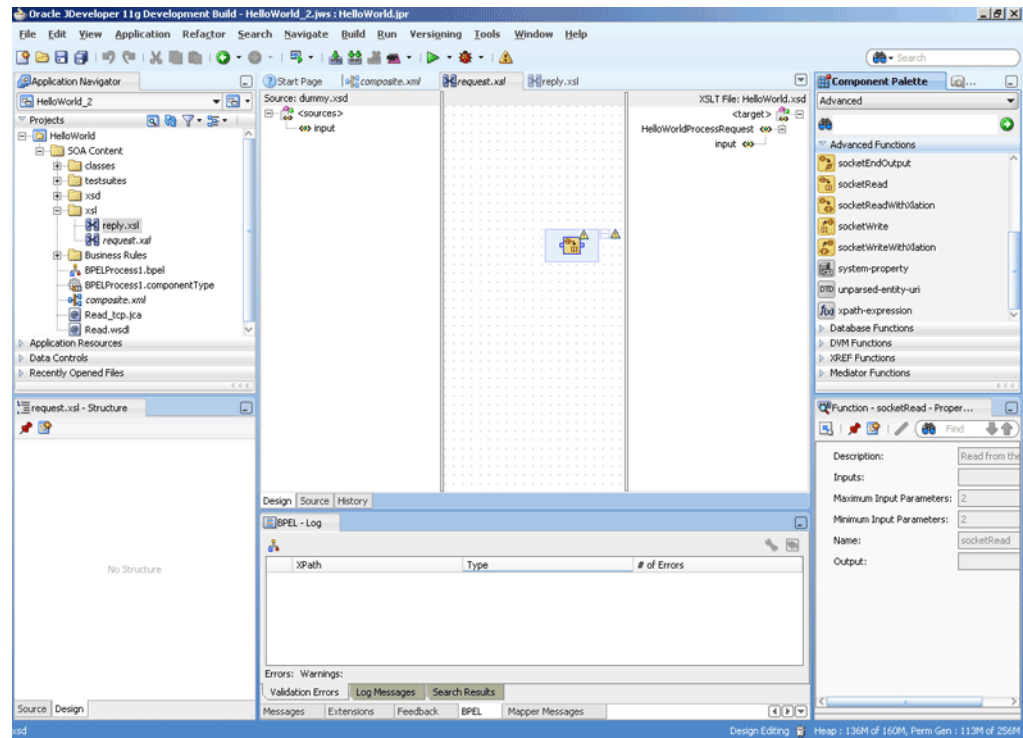 Oracle JDeveloper 11g Development Build - HelloWorld_2.jws : HelloWorld.jpr
File Edit View Application Refactor Search Navigate Build Run Versioning Tools Window Help
Search
Application Navigator
HelloWorld_2
Projects
HelloWorld
SOA Content
classes
testsuites
xsd
xsl
reply.xsl
request.xsl
Business Rules
BPELProcess1.bpel
BPELProcess1.componentType
composite.xml
Read_tcp.jca
Read.wsdl
Application Resources
Data Controls
Recently Opened Files
request.xsl - Structure
No Structure
Source Design
Start Page composite.xml request.xsl reply.xsl
Source: dummy.xsd
<sources>
input
XSLT File: HelloWorld.xsd
<target>
HelloWorldProcessRequest
input
Design Source History
BPEL - Log
XPath Type # of Errors
Errors: Warnings:
Validation Errors Log Messages Search Results
Messages Extensions Feedback BPEL Mapper Messages
Component Palette
Advanced
Advanced Functions
socketEndOutput
socketRead
socketReadWithXlation
socketWrite
socketWriteWithXlation
system-property
DTD unparsed-entity-uri
f(x) xpath-expression
Database Functions
DVM Functions
XREF Functions
Mediator Functions
Function - socketRead - Proper...
Find
Description: Read from the
Inputs:
Maximum Input Parameters: 2
Minimum Input Parameters: 2
Name: socketRead
Output:
xsd Design Editing Heap : 136M of 160M, Perm Gen : 113M of 256M